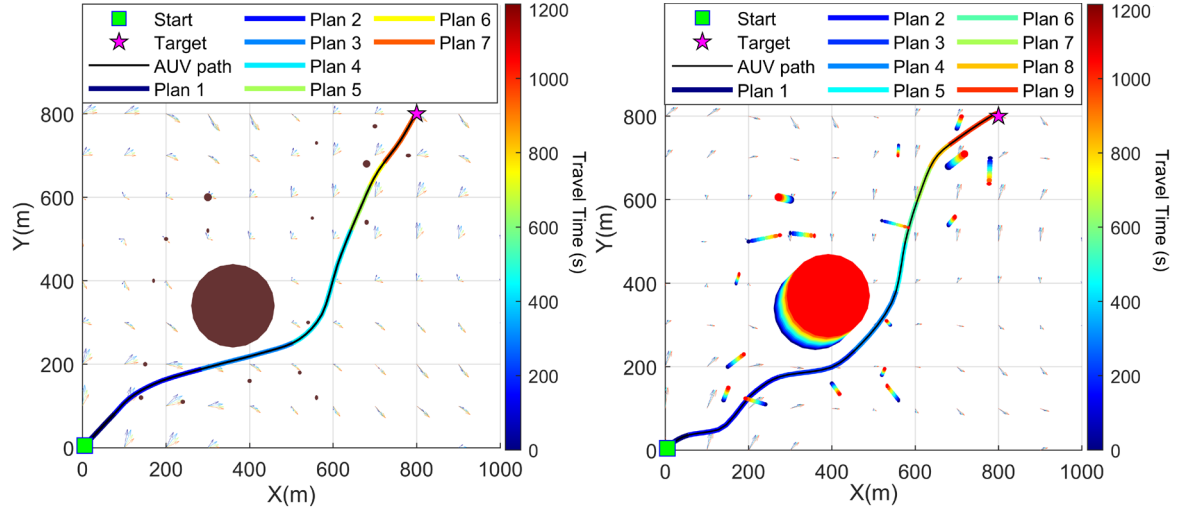 Start
Target
AUV path
Plan 1
Plan 2
Plan 3
Plan 4
Plan 5
Plan 6
Plan 7
1200
1000
800
600
400
200
0
Travel Time (s)
800
600
400
200
0
Y(m)
0
200
400
600
800
1000
X(m)
Start
Target
AUV path
Plan 1
Plan 2
Plan 3
Plan 4
Plan 5
Plan 6
Plan 7
Plan 8
Plan 9
1200
1000
800
600
400
200
0
Travel Time (s)
800
600
400
200
0
Y(m)
0
200
400
600
800
1000
X(m)